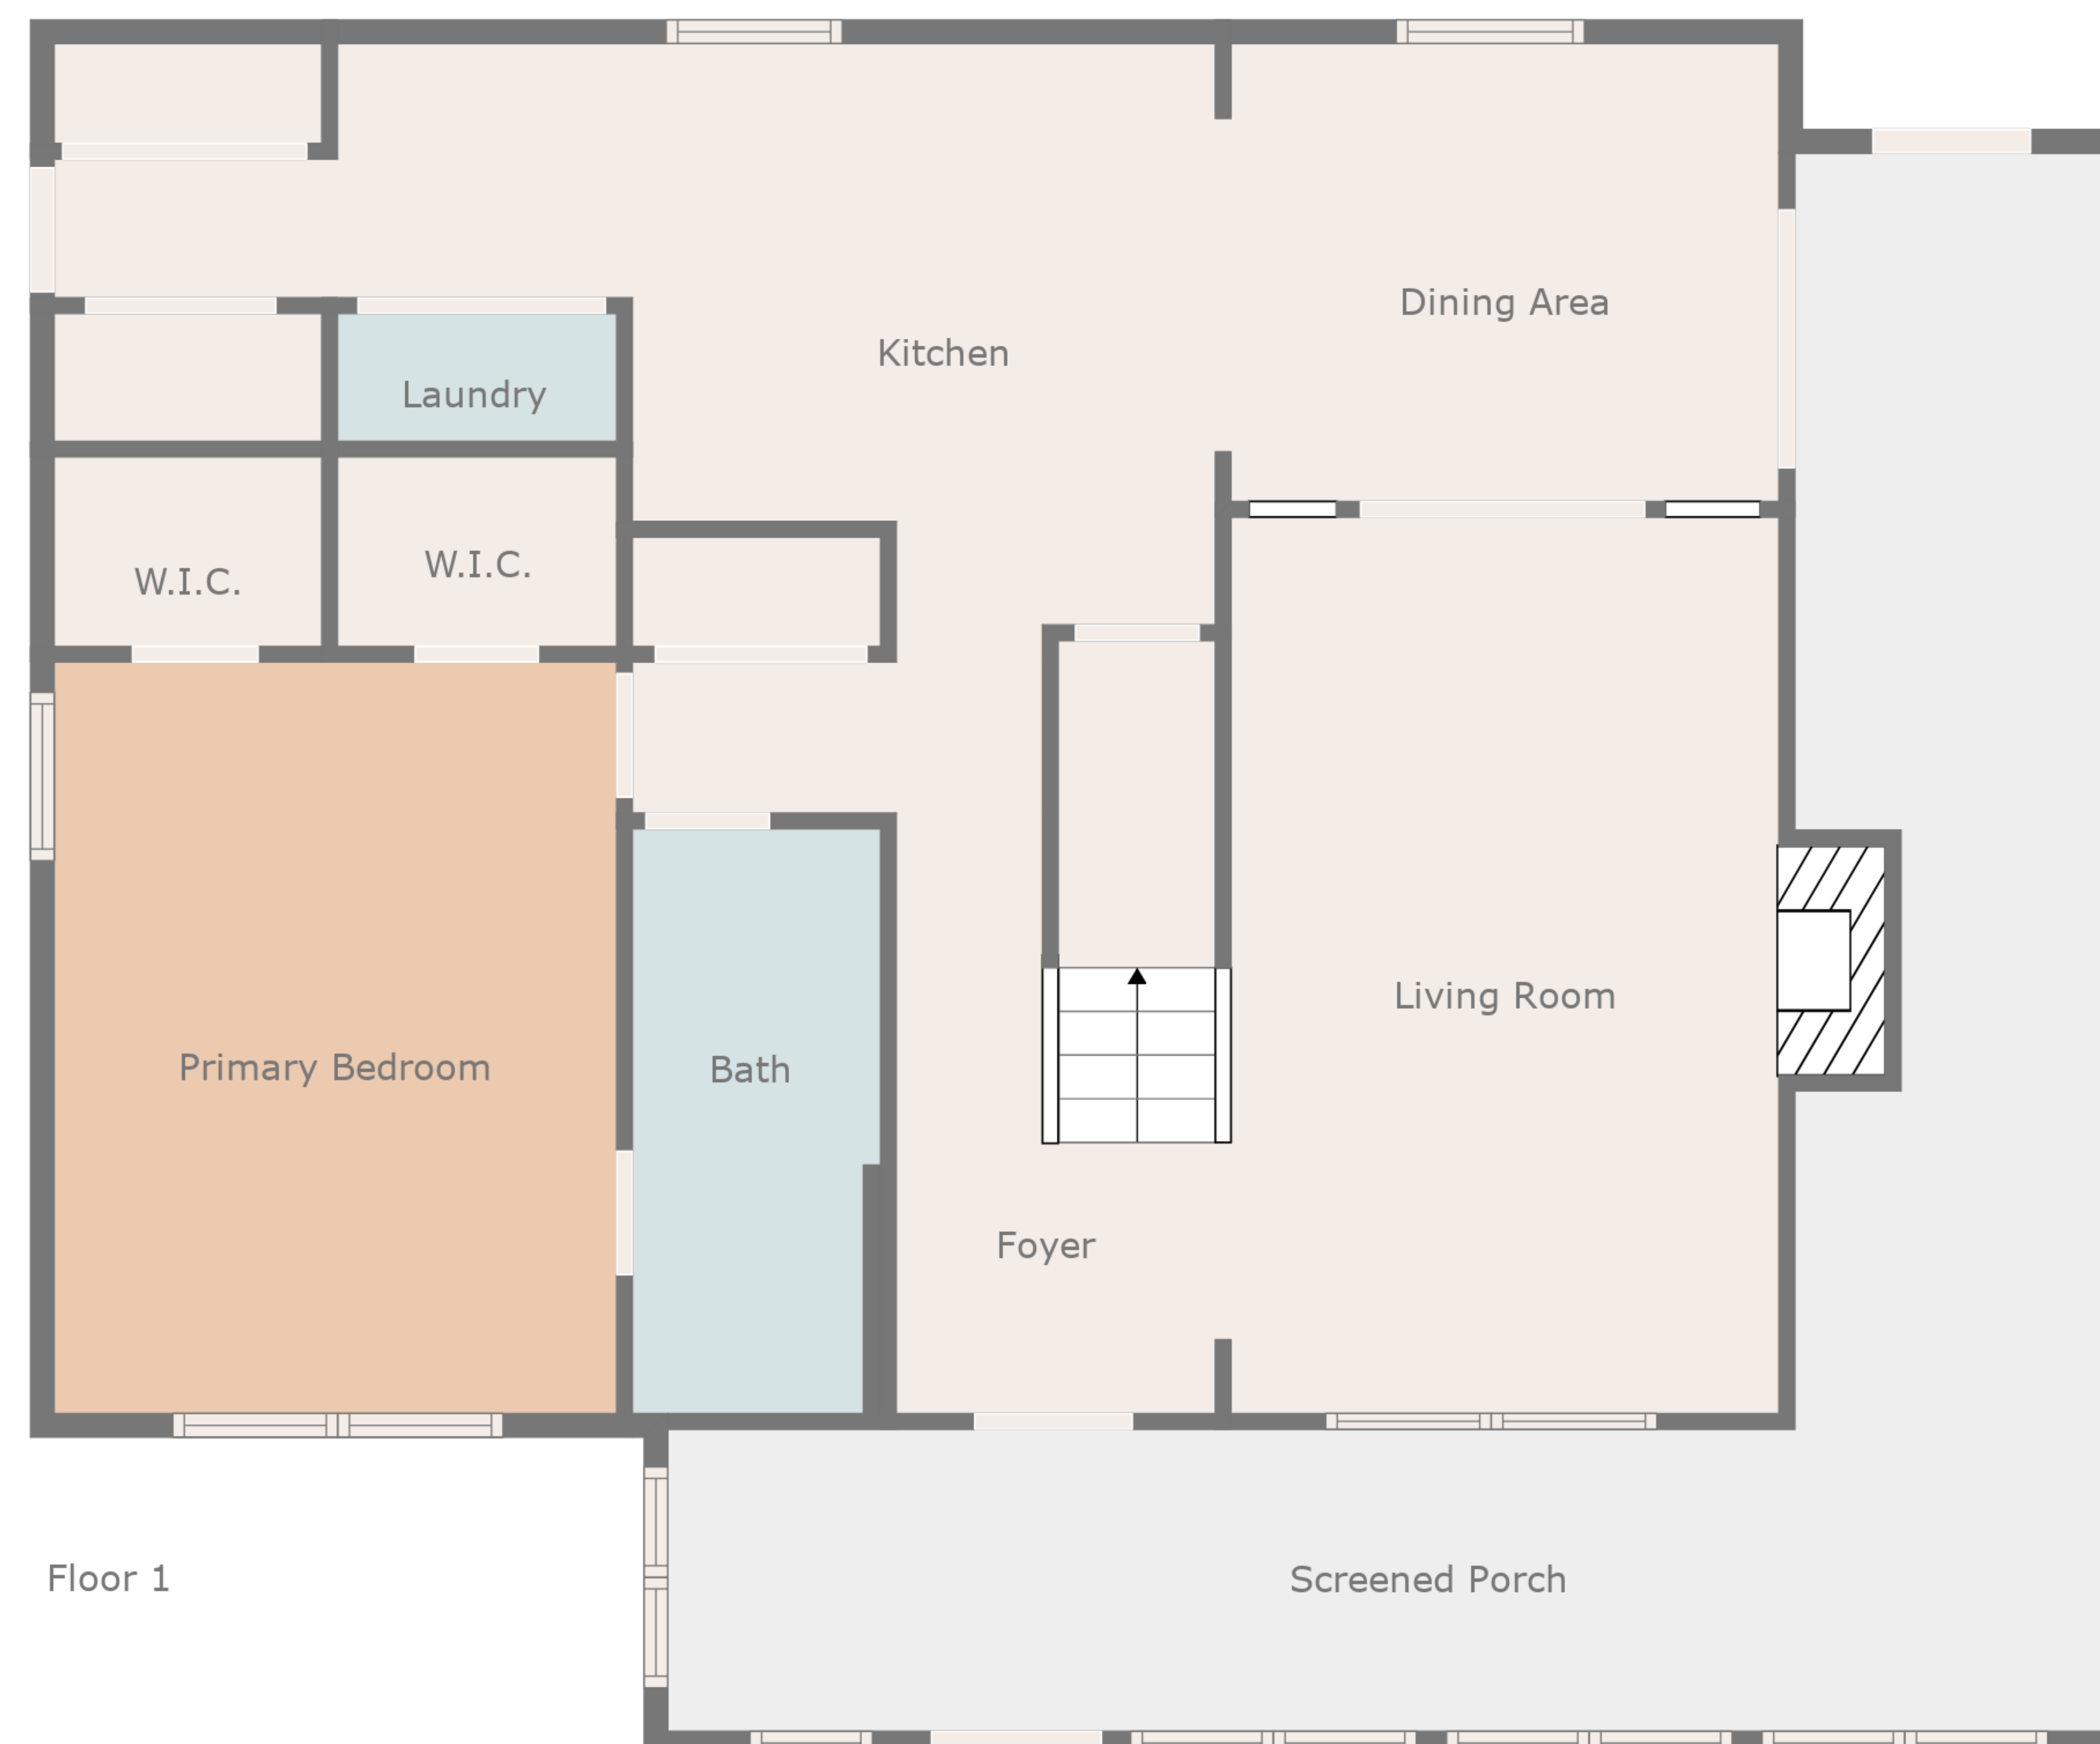 Dining Area
Kitchen
Laundry
W.I.C.
W.I.C.
Living Room
Primary Bedroom
Bath
Foyer
Floor 1
Screened Porch